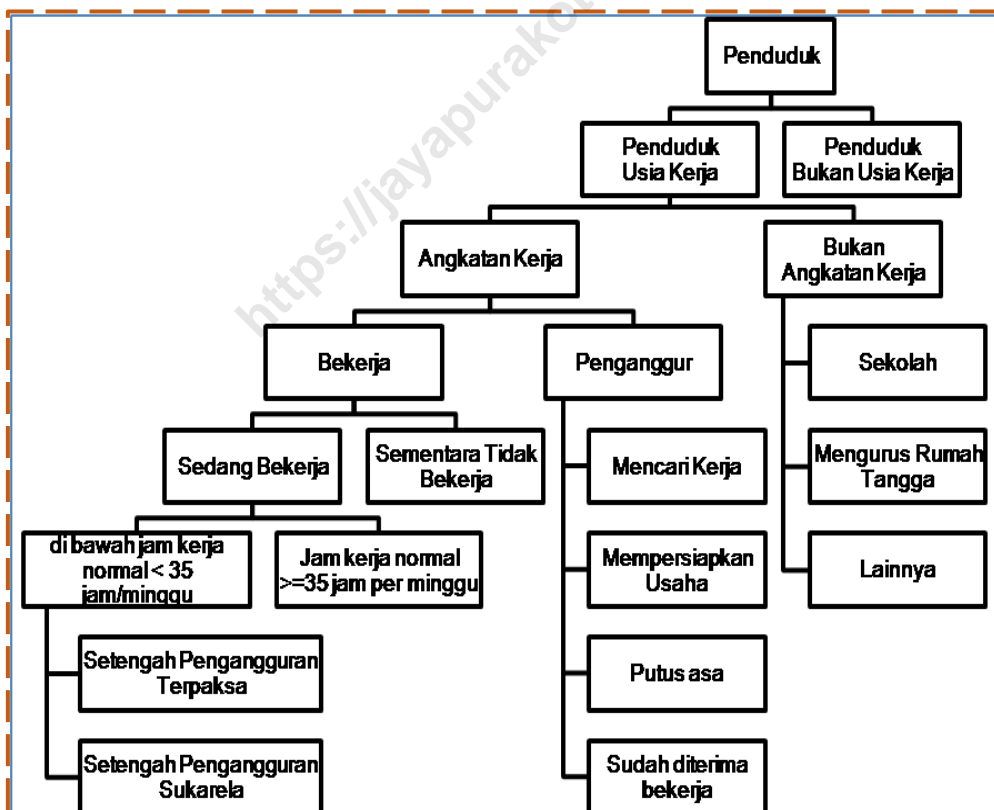 Penduduk
Penduduk
Usia Kerja
Penduduk
Bukan Usia Kerja
Angkatan Kerja
Bukan
Angkatan Kerja
Bekerja
Penganggur
Sekolah
Sedang Bekerja
Sementara Tidak
Bekerja
Mencari Kerja
Mengurus Rumah
Tangga
di bawah jam kerja
normal < 35
jam/minggu
Jam kerja normal
>=35 jam per minggu
Mempersiapkan
Usaha
Lainnya
Setengah Pengangguran
Terpaksa
Putus asa
Setengah Pengangguran
Sukarela
Sudah diterima
bekerja
https://jayapurakot